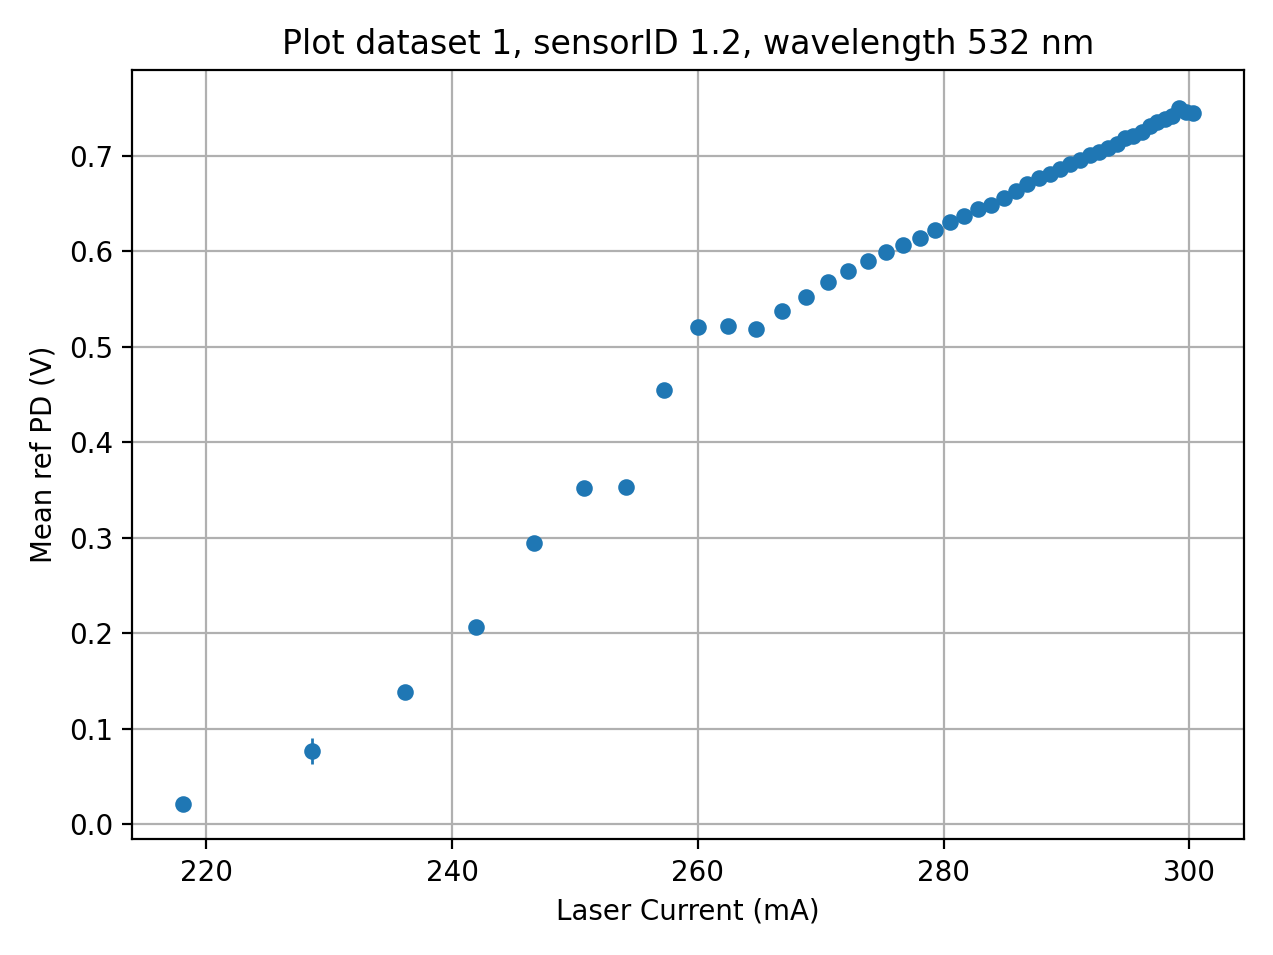 Plot dataset 1, sensorID 1.2, wavelength 532 nm
0.7
0.6
0.5
0.4
0.3
0.2
0.1
0.0
Mean ref PD (V)
220 240 260 280 300
Laser Current (mA)